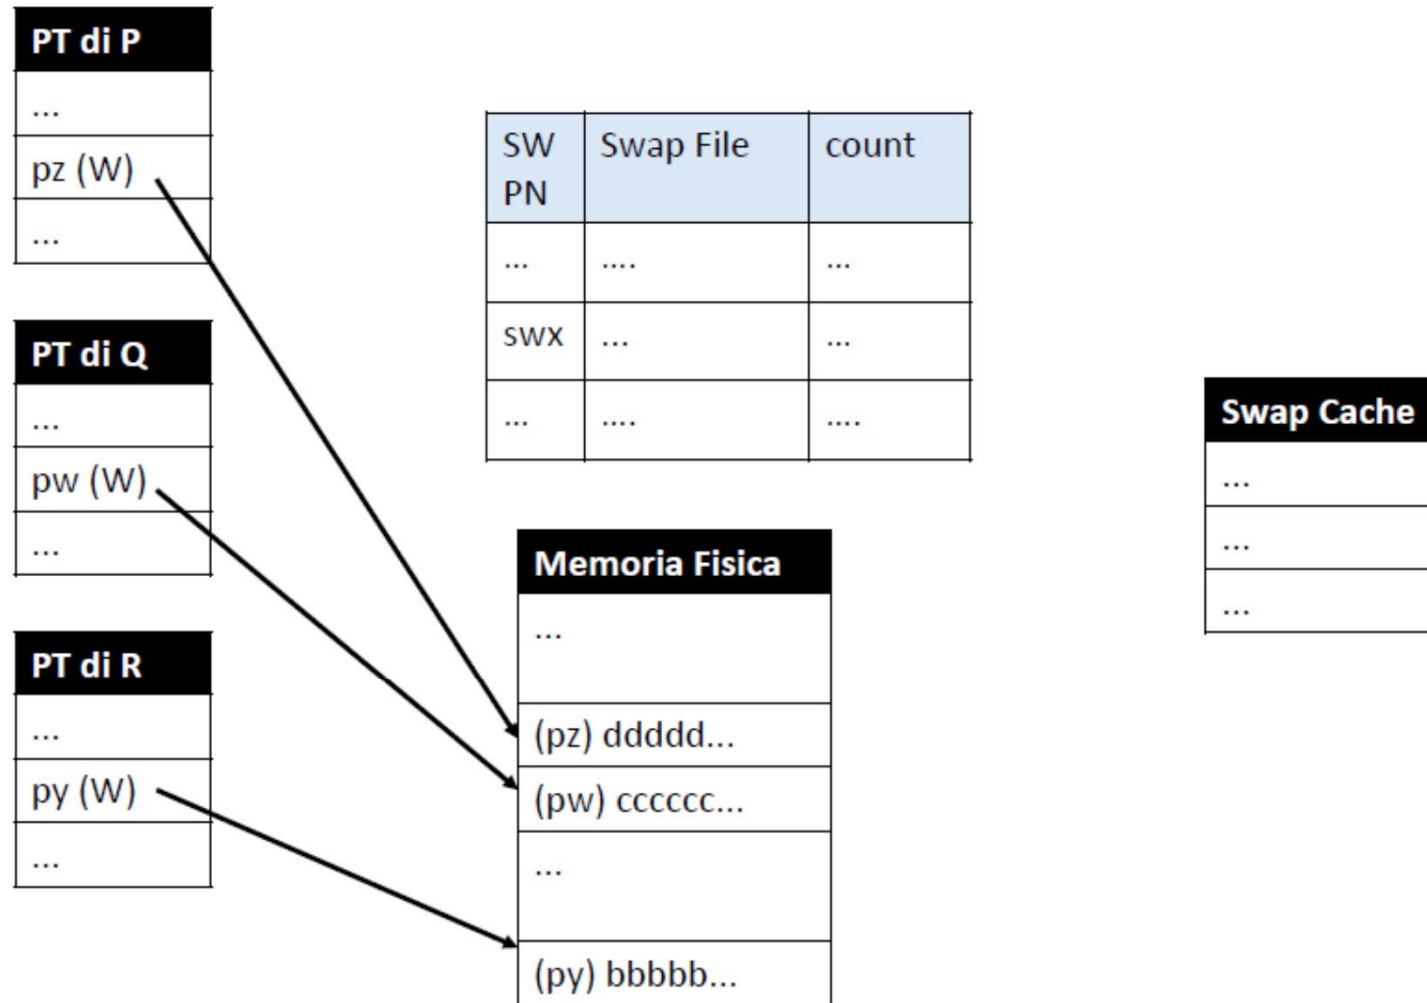 PT di P
...
pz (W)
...
PT di Q
...
pw (W)
...
PT di R
...
py (W)
...
SW PN Swap File count
... .... ...
swx ... ...
... .... ....
Memoria Fisica
...
(pz) ddddd...
(pw) cccccc...
...
(py) bbbbb...
Swap Cache
...
...
...